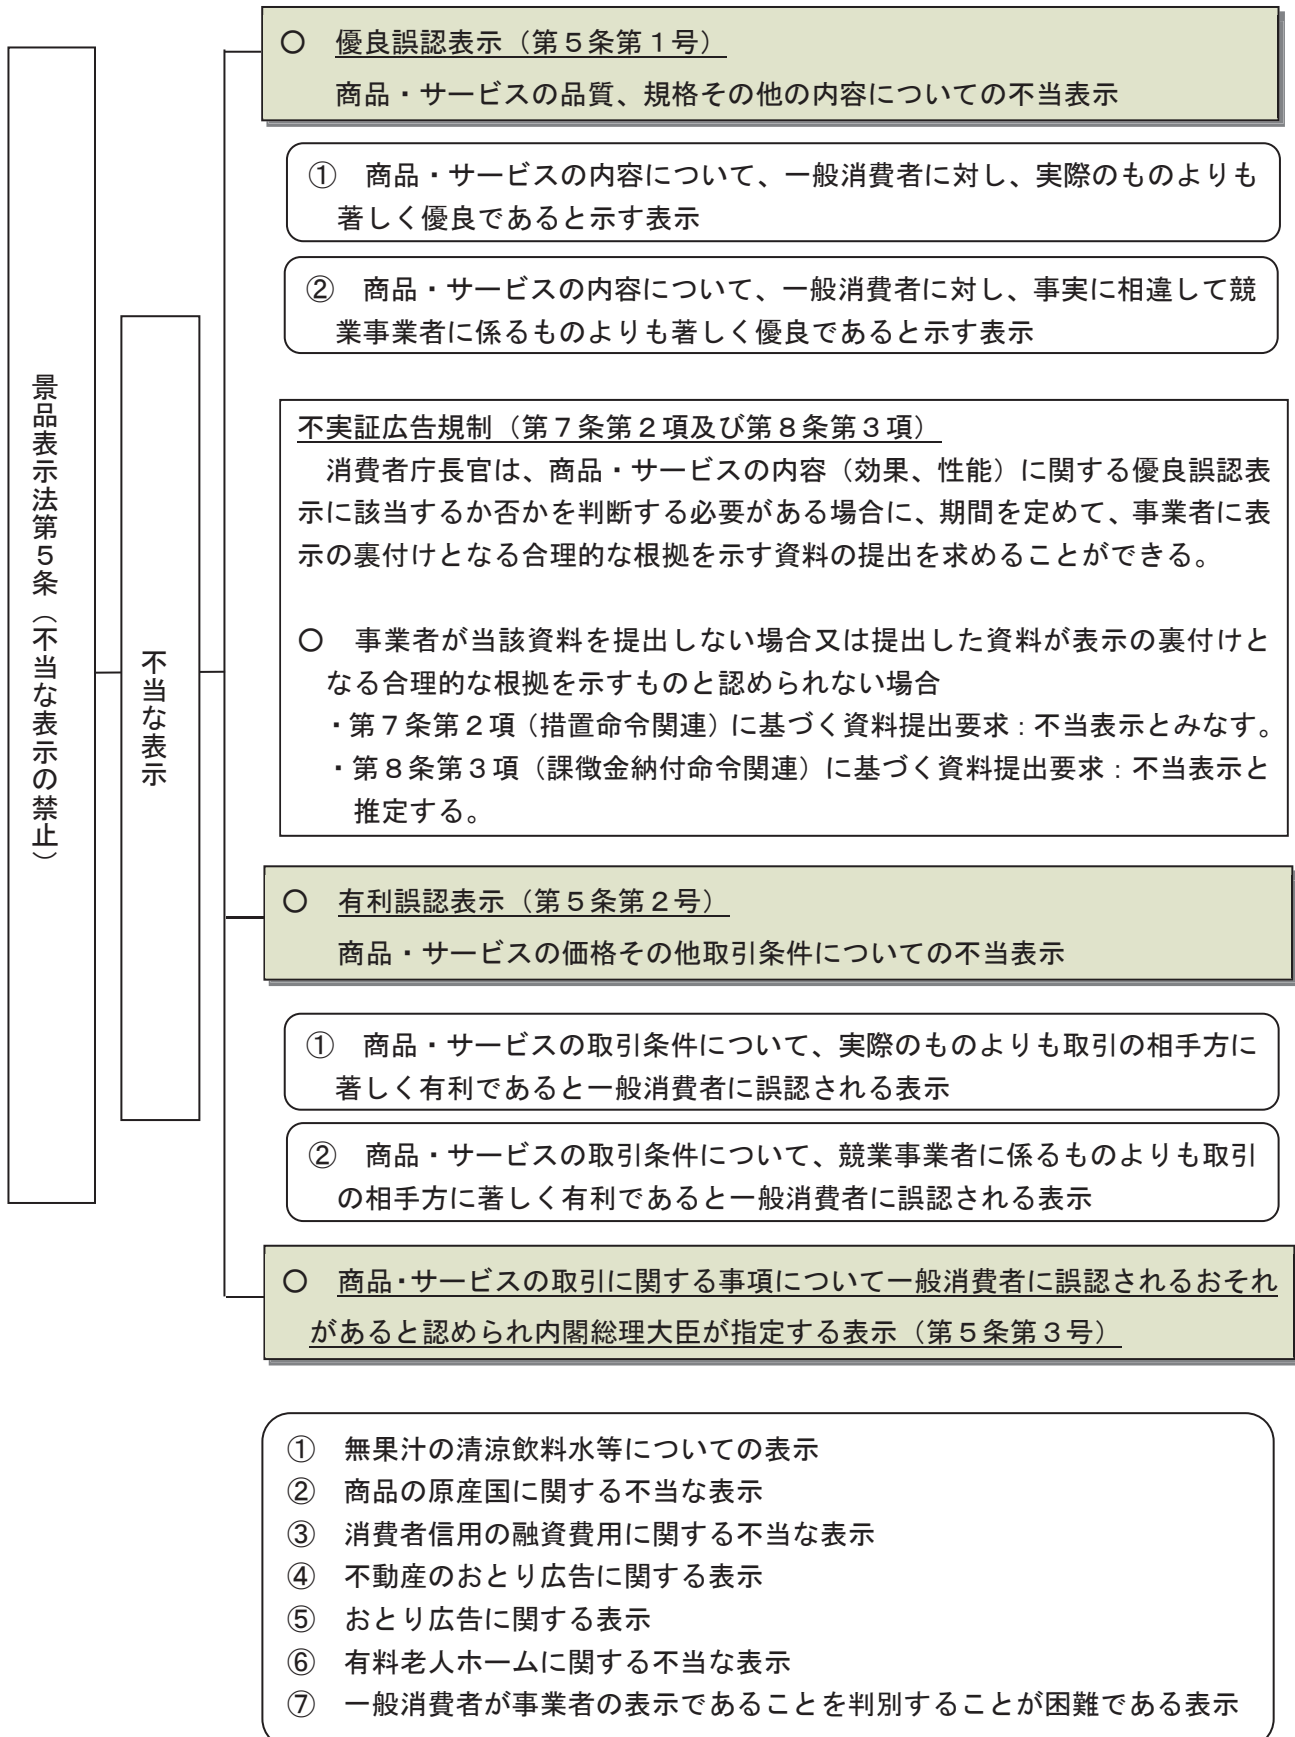 景品表示法第５条（不当な表示の禁止）
不当な表示
○　優良誤認表示（第５条第１号）
商品・サービスの品質、規格その他の内容についての不当表示
①　商品・サービスの内容について、一般消費者に対し、実際のものよりも
著しく優良であると示す表示
②　商品・サービスの内容について、一般消費者に対し、事実に相違して競
業事業者に係るものよりも著しく優良であると示す表示
不実証広告規制（第７条第２項及び第８条第３項）
消費者庁長官は、商品・サービスの内容（効果、性能）に関する優良誤認表
示に該当するか否かを判断する必要がある場合に、期間を定めて、事業者に表
示の裏付けとなる合理的な根拠を示す資料の提出を求めることができる。
○　事業者が当該資料を提出しない場合又は提出した資料が表示の裏付けと
なる合理的な根拠を示すものと認められない場合
・第７条第２項（措置命令関連）に基づく資料提出要求：不当表示とみなす。
・第８条第３項（課徴金納付命令関連）に基づく資料提出要求：不当表示と
推定する。
○　有利誤認表示（第５条第２号）
商品・サービスの価格その他取引条件についての不当表示
①　商品・サービスの取引条件について、実際のものよりも取引の相手方に
著しく有利であると一般消費者に誤認される表示
②　商品・サービスの取引条件について、競業事業者に係るものよりも取引
の相手方に著しく有利であると一般消費者に誤認される表示
○　商品・サービスの取引に関する事項について一般消費者に誤認されるおそれ
があると認められ内閣総理大臣が指定する表示（第５条第３号）
①　無果汁の清涼飲料水等についての表示
②　商品の原産国に関する不当な表示
③　消費者信用の融資費用に関する不当な表示
④　不動産のおとり広告に関する表示
⑤　おとり広告に関する表示
⑥　有料老人ホームに関する不当な表示
⑦　一般消費者が事業者の表示であることを判別することが困難である表示